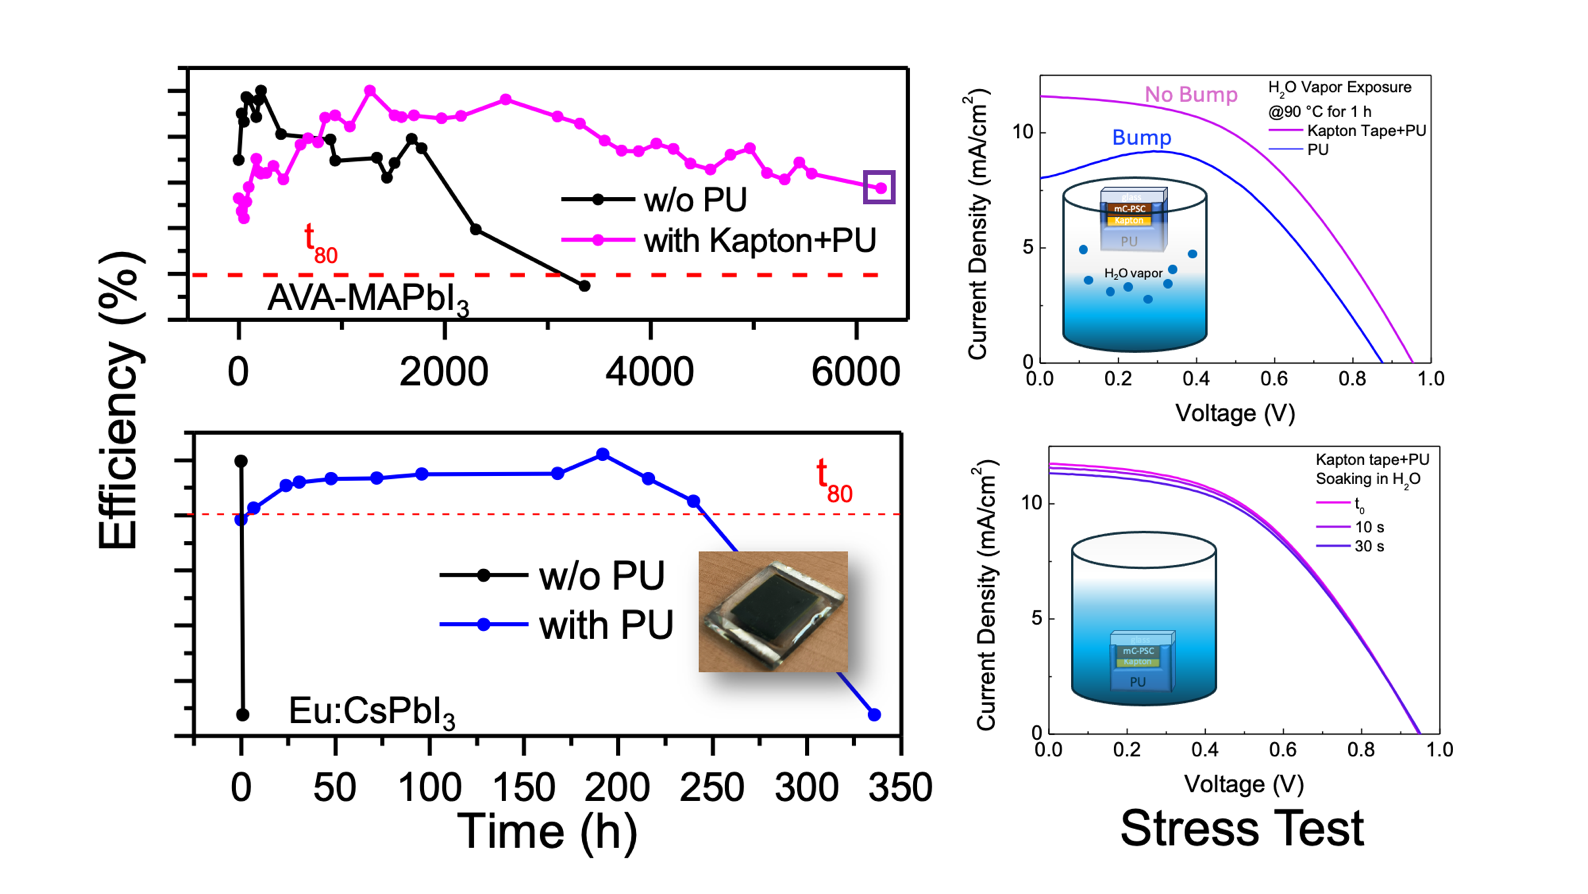 Efficiency (%)
t80
w/o PU
with Kapton+PU
AVA-MAPbI3
0
2000
4000
6000
t80
w/o PU
with PU
Eu:CsPbI3
0
50
100
150
200
250
300
350
Time (h)
Current Density (mA/cm2)
10
5
0
No Bump
Bump
H2O Vapor Exposure
@90 °C for 1 h
Kapton Tape+PU
PU
glass
mC-PSC
Kapton
PU
H2O vapor
0.0
0.2
0.4
0.6
0.8
1.0
Voltage (V)
Current Density (mA/cm2)
10
5
0
Kapton tape+PU
Soaking in H2O
t0
10 s
30 s
glass
mC-PSC
Kapton
PU
0.0
0.2
0.4
0.6
0.8
1.0
Voltage (V)
Stress Test